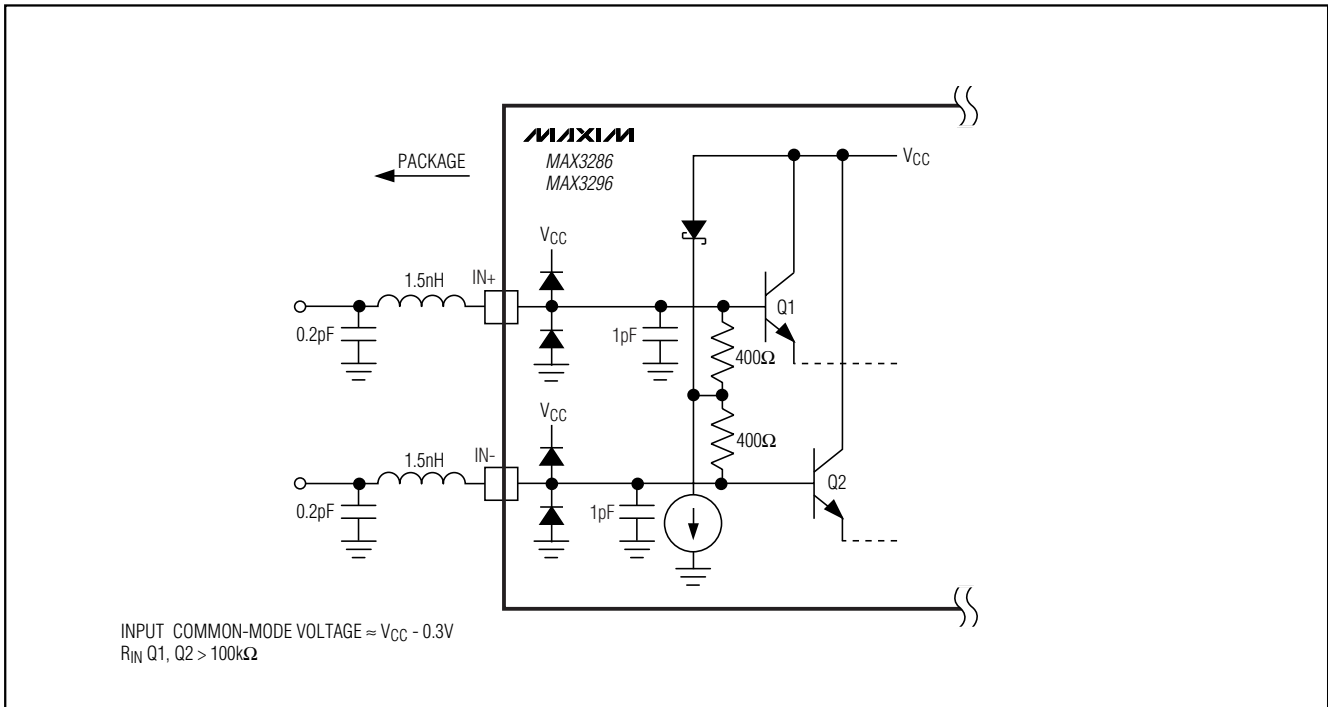 MAXIM
MAX3286
MAX3296
PACKAGE
VCC
VCC
1.5nH
IN+
Q1
0.2pF
1pF
400Ω
VCC
400Ω
1.5nH
IN-
Q2
0.2pF
1pF
INPUT COMMON-MODE VOLTAGE ≈ VCC - 0.3V
RIN Q1, Q2 > 100kΩ